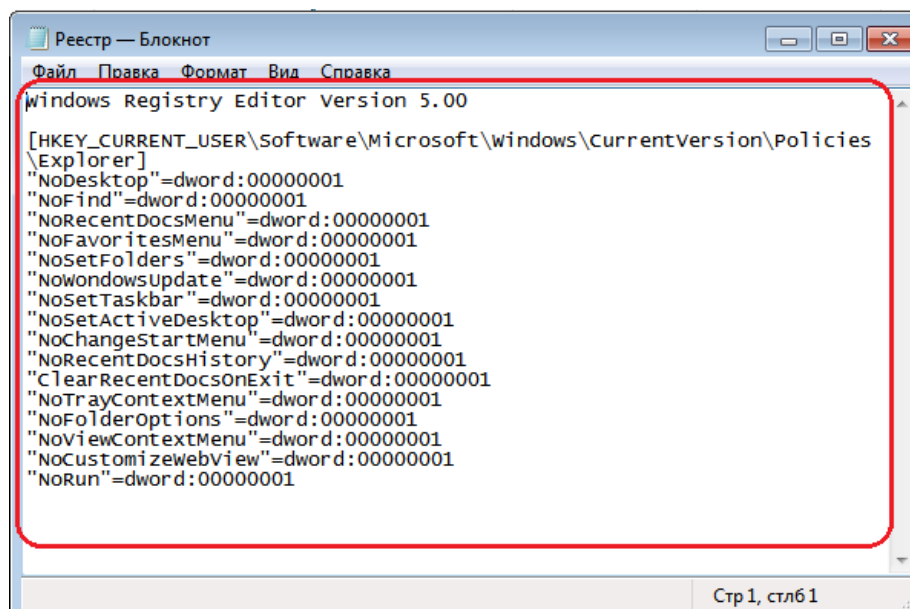 Реестр — Блокнот
Файл Правка Формат Вид Справка
Windows Registry Editor Version 5.00
[HKEY_CURRENT_USER\Software\Microsoft\Windows\CurrentVersion\Policies
\Explorer]
"NoDesktop"=dword:00000001
"NoFind"=dword:00000001
"NoRecentDocsMenu"=dword:00000001
"NoFavoritesMenu"=dword:00000001
"NoSetFolders"=dword:00000001
"NoWondowsUpdate"=dword:00000001
"NoSetTaskbar"=dword:00000001
"NoSetActiveDesktop"=dword:00000001
"NoChangeStartMenu"=dword:00000001
"NoRecentDocsHistory"=dword:00000001
"ClearRecentDocsOnExit"=dword:00000001
"NoTrayContextMenu"=dword:00000001
"NoFolderOptions"=dword:00000001
"NoViewContextMenu"=dword:00000001
"NoCustomizeWebView"=dword:00000001
"NoRun"=dword:00000001
Стр 1, стлб 1